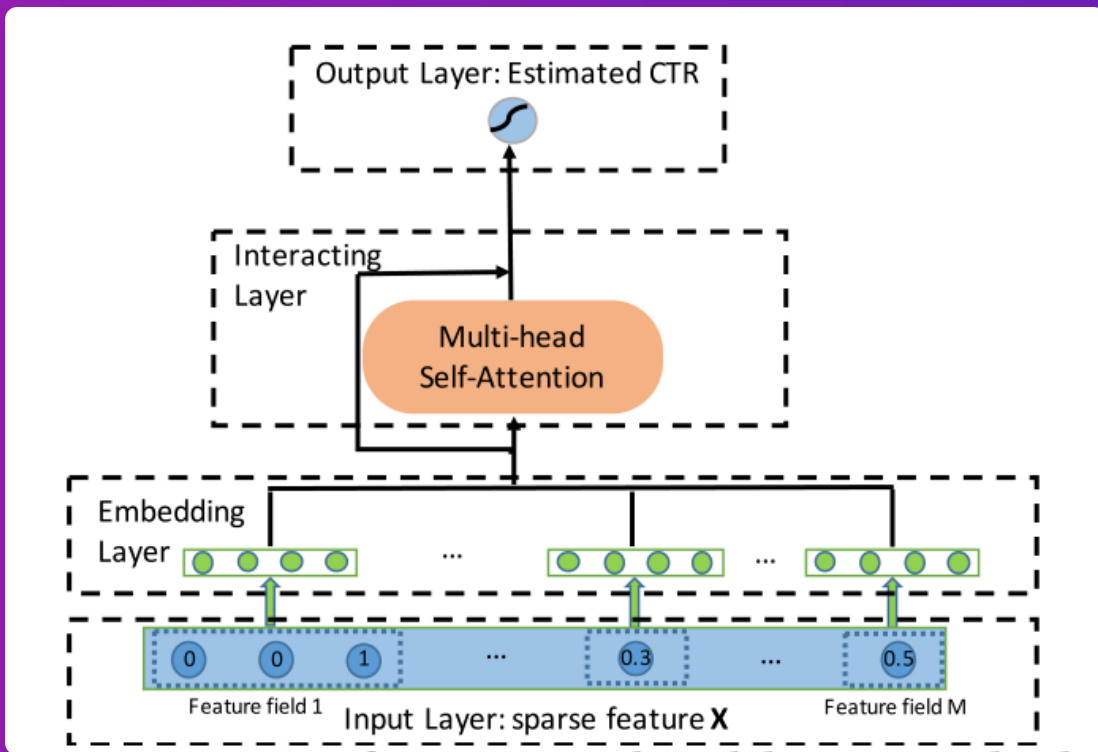 Output Layer: Estimated CTR
Interacting
Layer
Multi-head
Self-Attention
Embedding
Layer
... ...
0 0 1 ... 0.3 ... 0.5
Feature field 1 Feature field M
Input Layer: sparse feature X